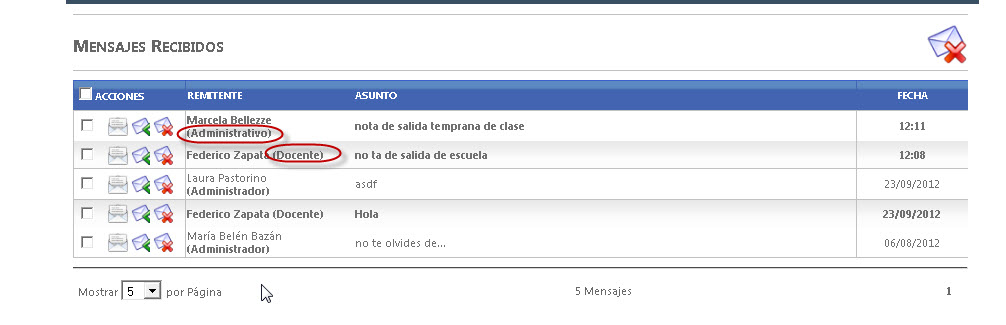 MENSAJES RECIBIDOS
ACCIONES REMITENTE ASUNTO FECHA
Marcela Bellezze
(Administrativo) nota de salida temprana de clase 12:11
Federico Zapata (Docente) no ta de salida de escuela 12:08
Laura Pastorino
(Administrador) asdf 23/09/2012
Federico Zapata (Docente) Hola 23/09/2012
María Belén Bazán
(Administrador) no te olvides de... 06/08/2012
Mostrar 5 por Página 5 Mensajes 1